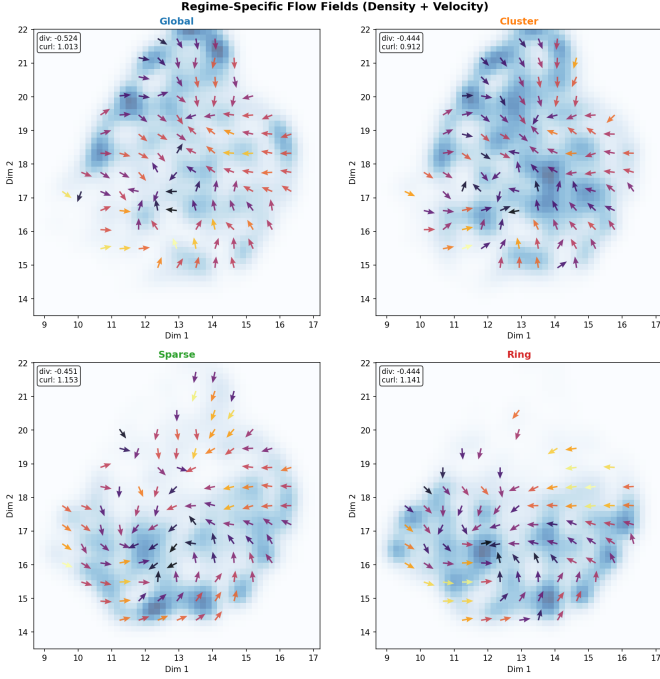 Regime-Specific Flow Fields (Density + Velocity)
Global
div: -0.524
curl: 1.013
22
21
20
19
18
17
16
15
14
Dim 2
9 10 11 12 13 14 15 16 17
Dim 1
Cluster
div: -0.444
curl: 0.912
22
21
20
19
18
17
16
15
14
Dim 2
9 10 11 12 13 14 15 16 17
Dim 1
Sparse
div: -0.451
curl: 1.153
22
21
20
19
18
17
16
15
14
Dim 2
9 10 11 12 13 14 15 16 17
Dim 1
Ring
div: -0.444
curl: 1.141
22
21
20
19
18
17
16
15
14
Dim 2
9 10 11 12 13 14 15 16 17
Dim 1